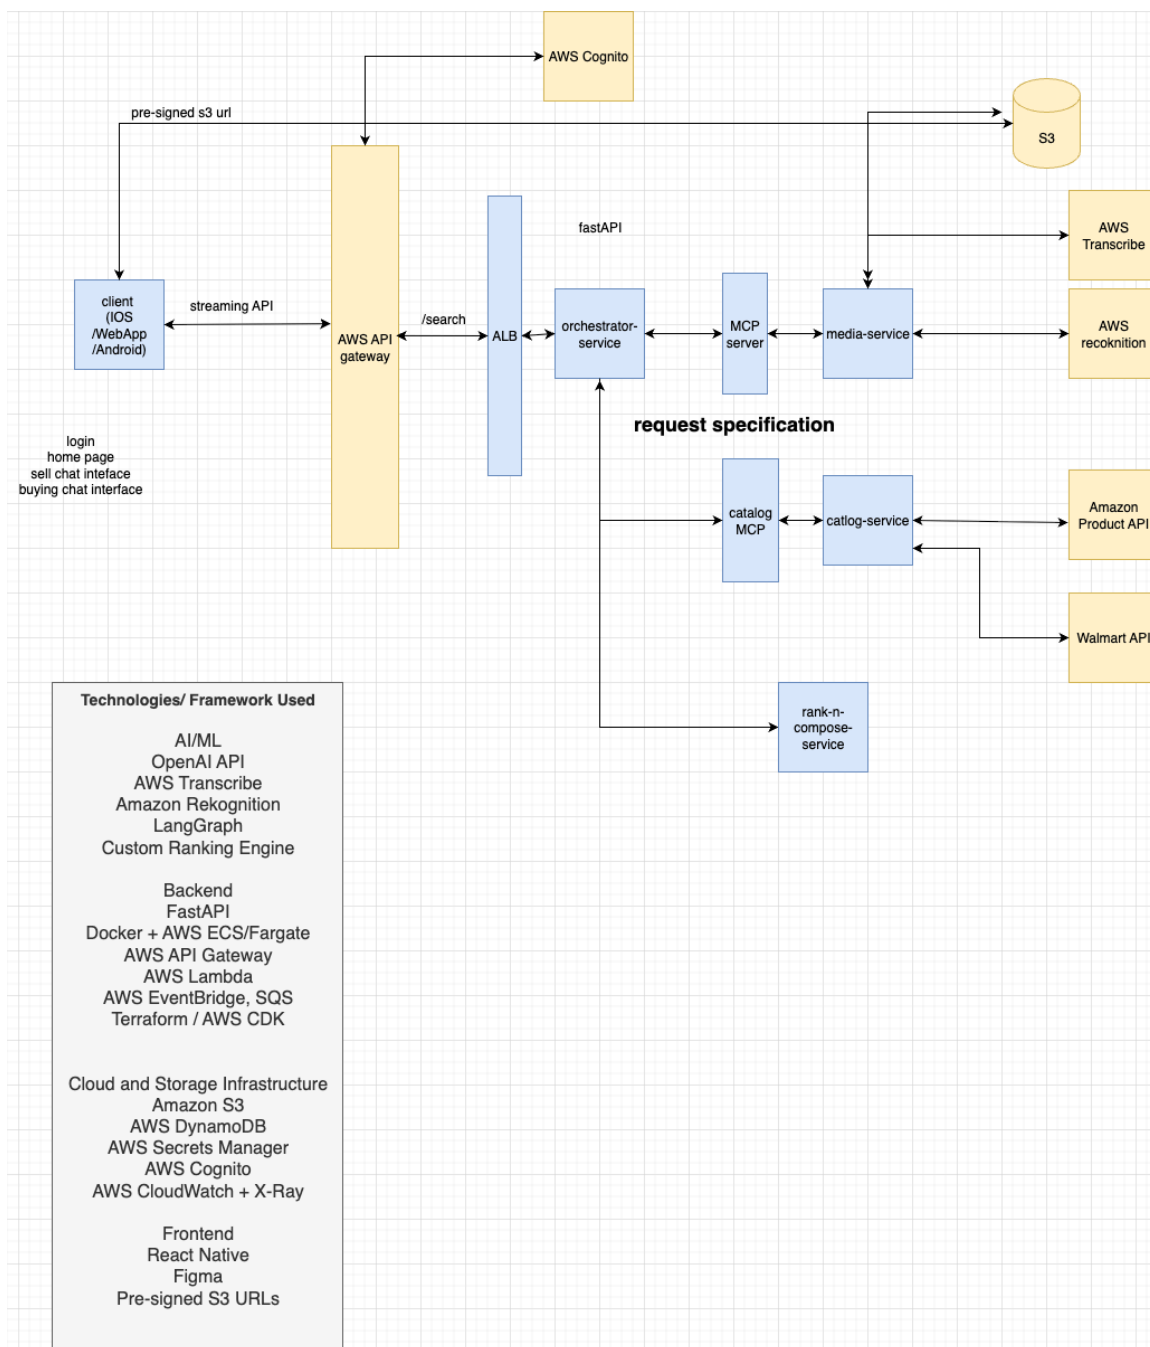 AWS Cognito
pre-signed s3 url
S3
AWS
Transcribe
fastAPI
client
(IOS
/WebApp
/Android)
streaming API
AWS API
gateway
/search
ALB
orchestrator-
service
MCP
server
media-service
AWS
recoknition
request specification
login
home page
sell chat inteface
buying chat interface
catalog
MCP
catlog-service
Amazon
Product API
Walmart API
rank-n-
compose-
service
Technologies/ Framework Used
AI/ML
OpenAI API
AWS Transcribe
Amazon Rekognition
LangGraph
Custom Ranking Engine
Backend
FastAPI
Docker + AWS ECS/Fargate
AWS API Gateway
AWS Lambda
AWS EventBridge, SQS
Terraform / AWS CDK
Cloud and Storage Infrastructure
Amazon S3
AWS DynamoDB
AWS Secrets Manager
AWS Cognito
AWS CloudWatch + X-Ray
Frontend
React Native
Figma
Pre-signed S3 URLs